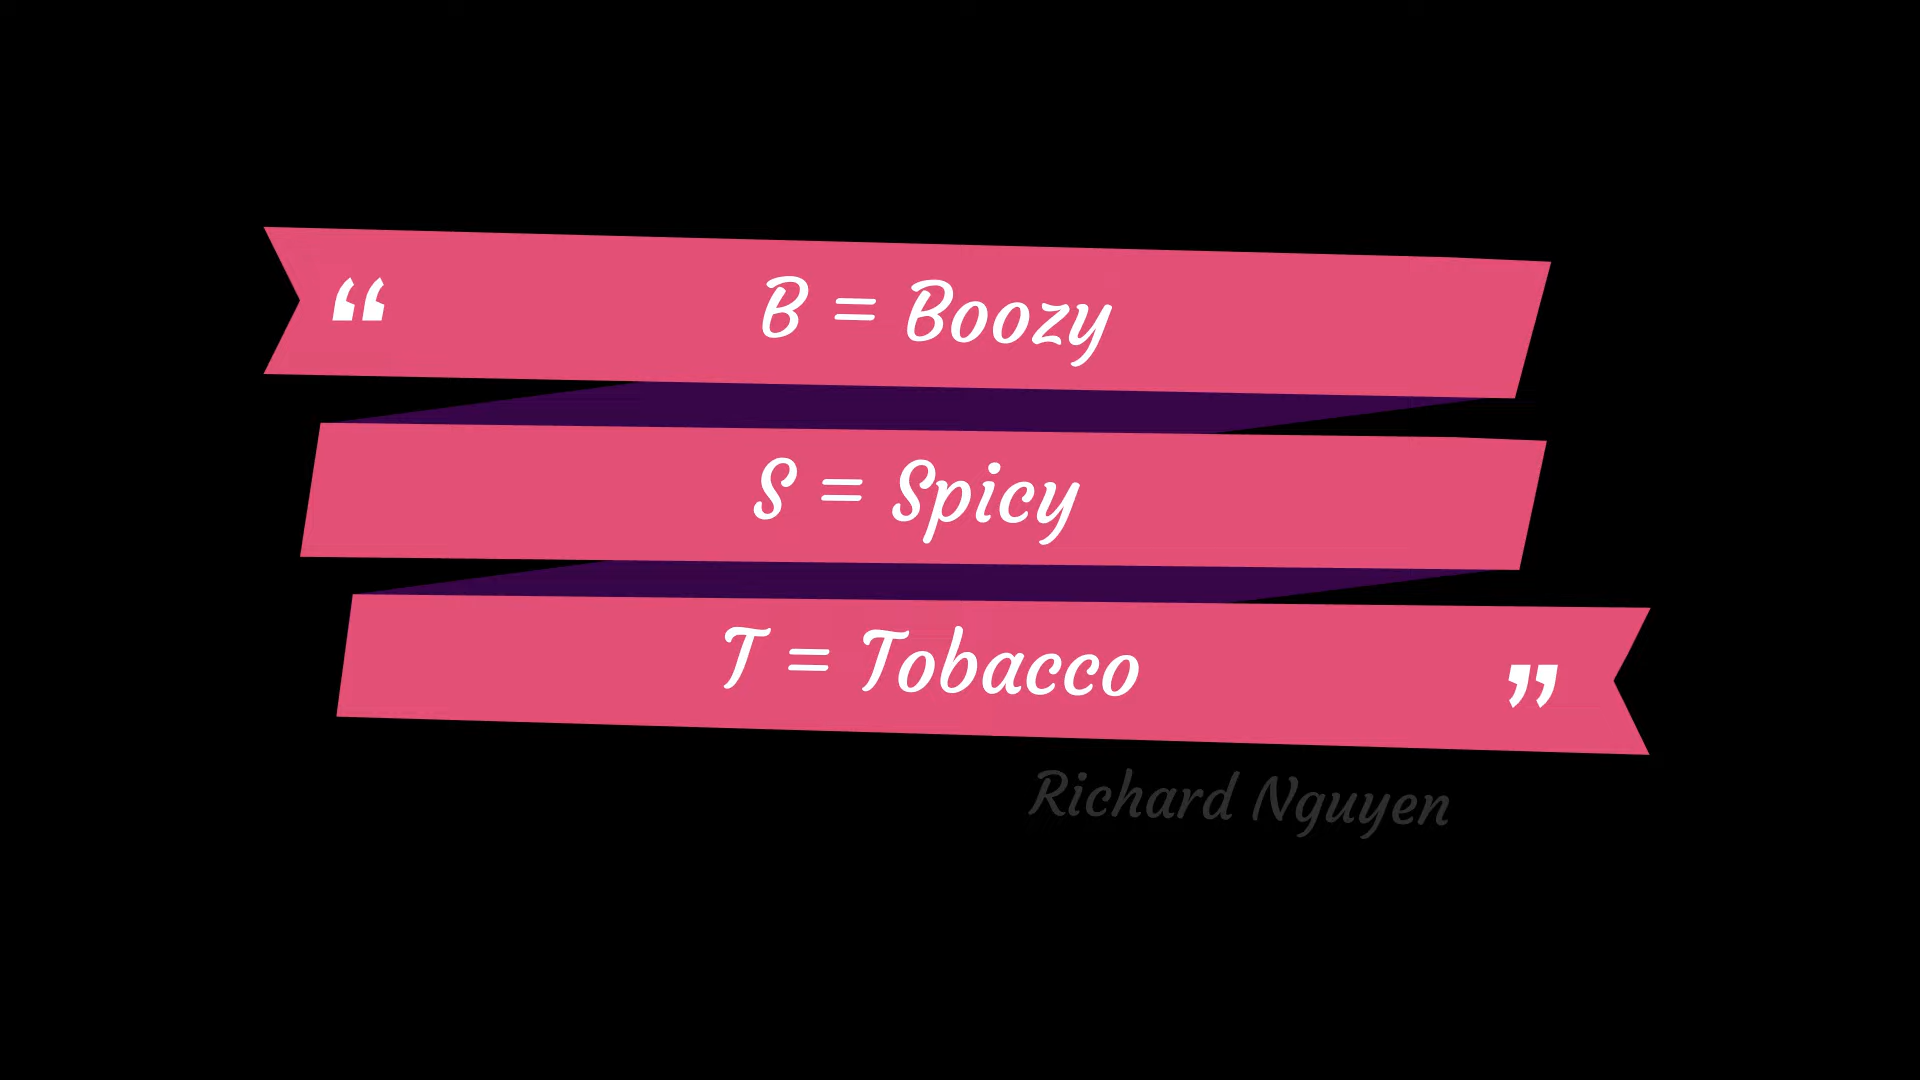 “ B = Boozy
S = Spicy
T = Tobacco ”
Richard Nguyen